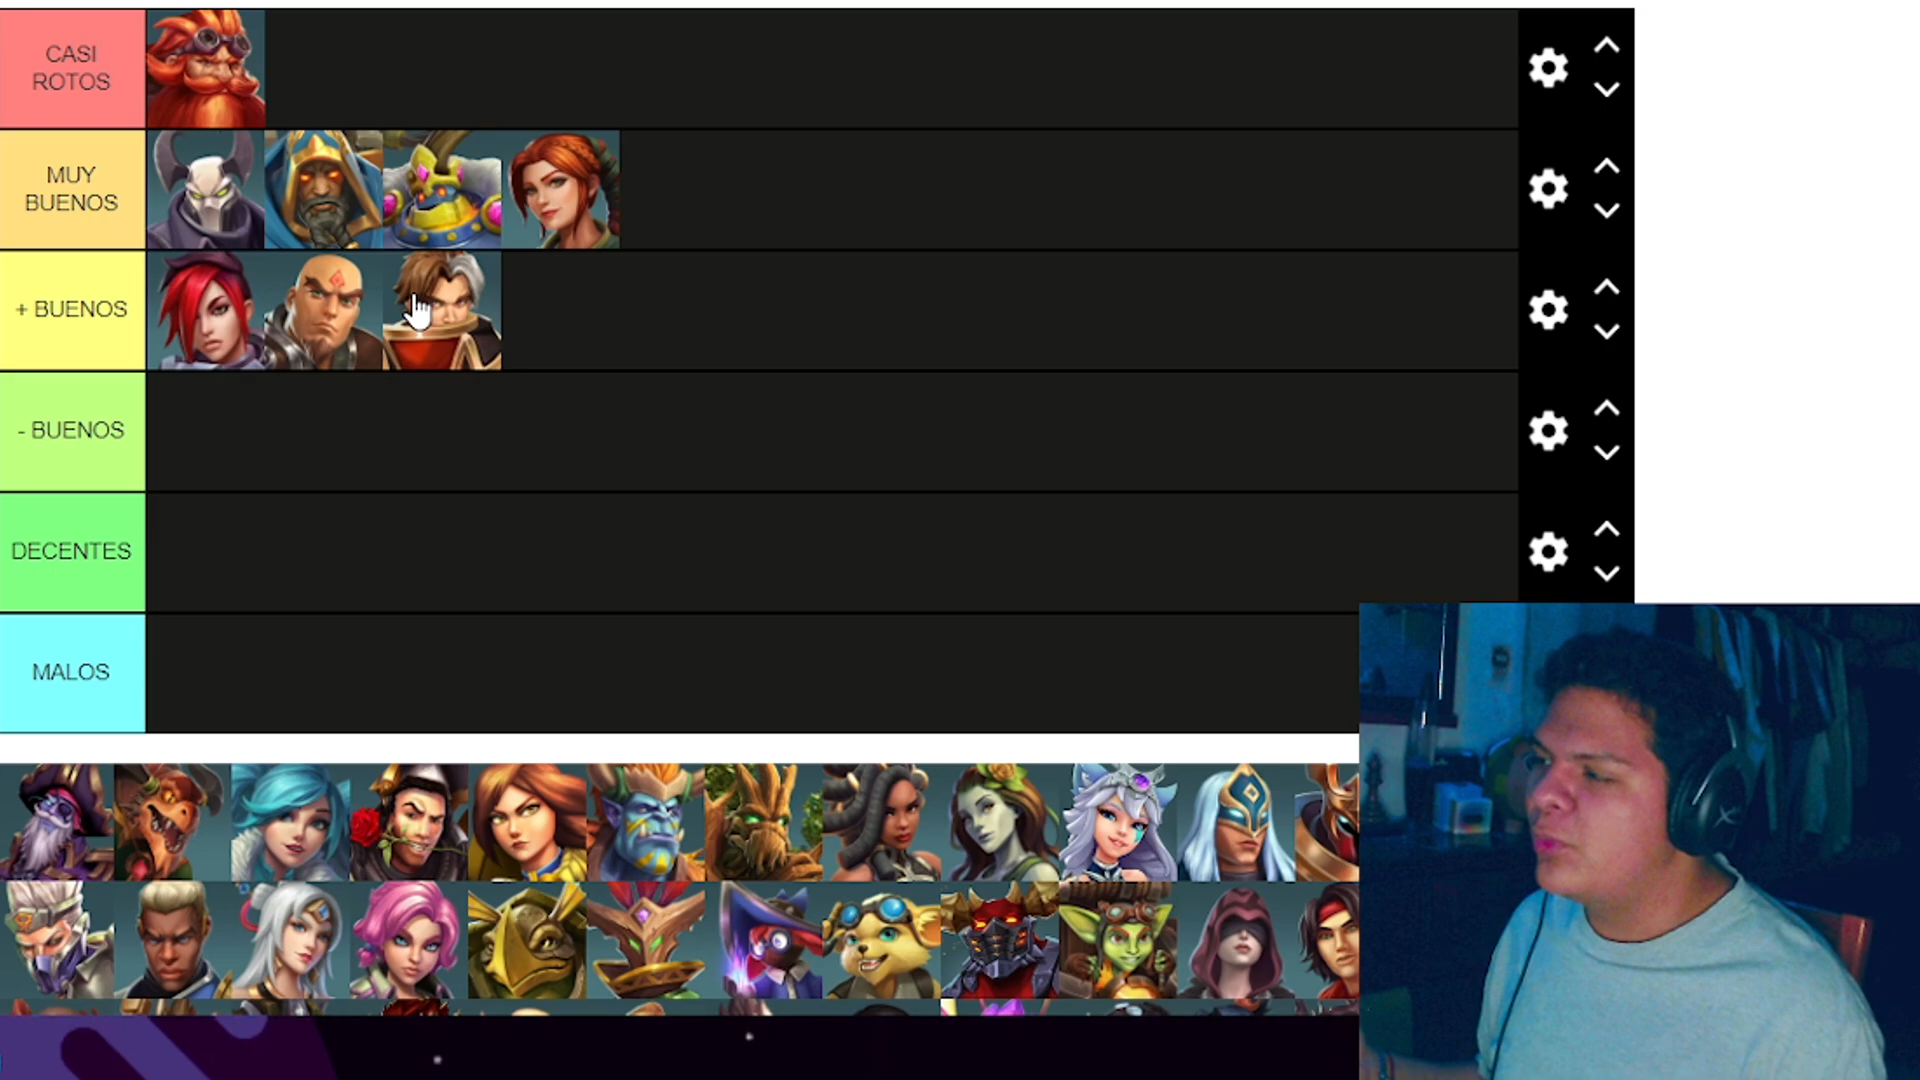 CASI
ROTOS
MUY
BUENOS
+ BUENOS
- BUENOS
DECENTES
MALOS